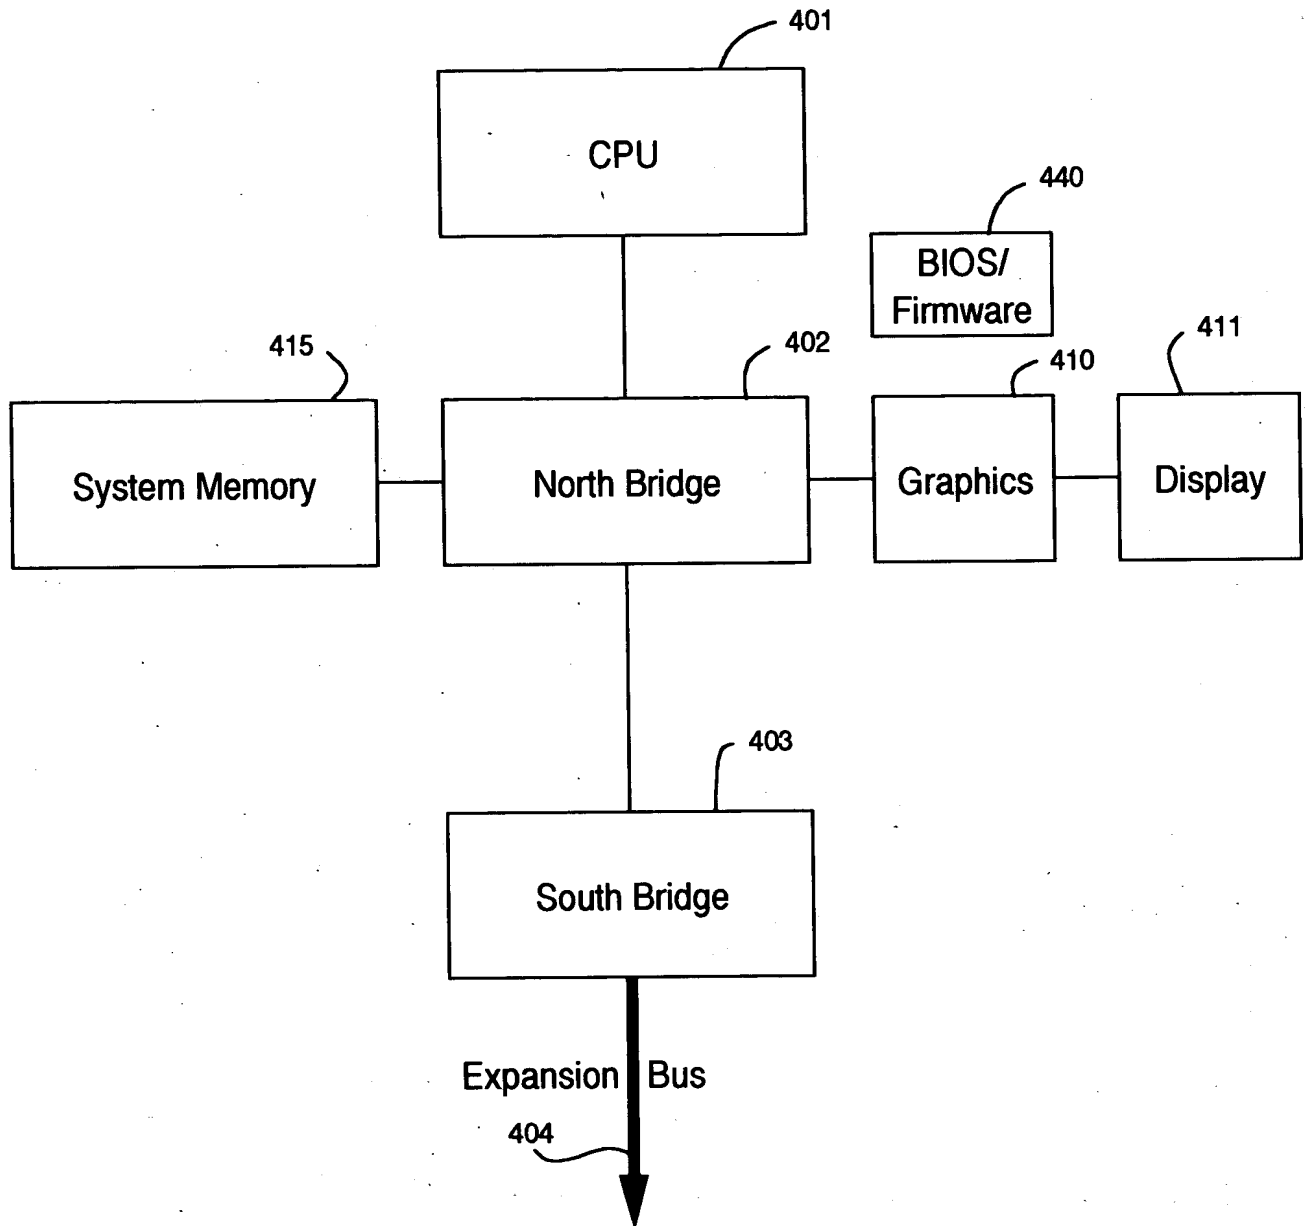 401
CPU
440
BIOS/
Firmware
415
402
410
411
System Memory
North Bridge
Graphics
Display
403
South Bridge
Expansion Bus
404